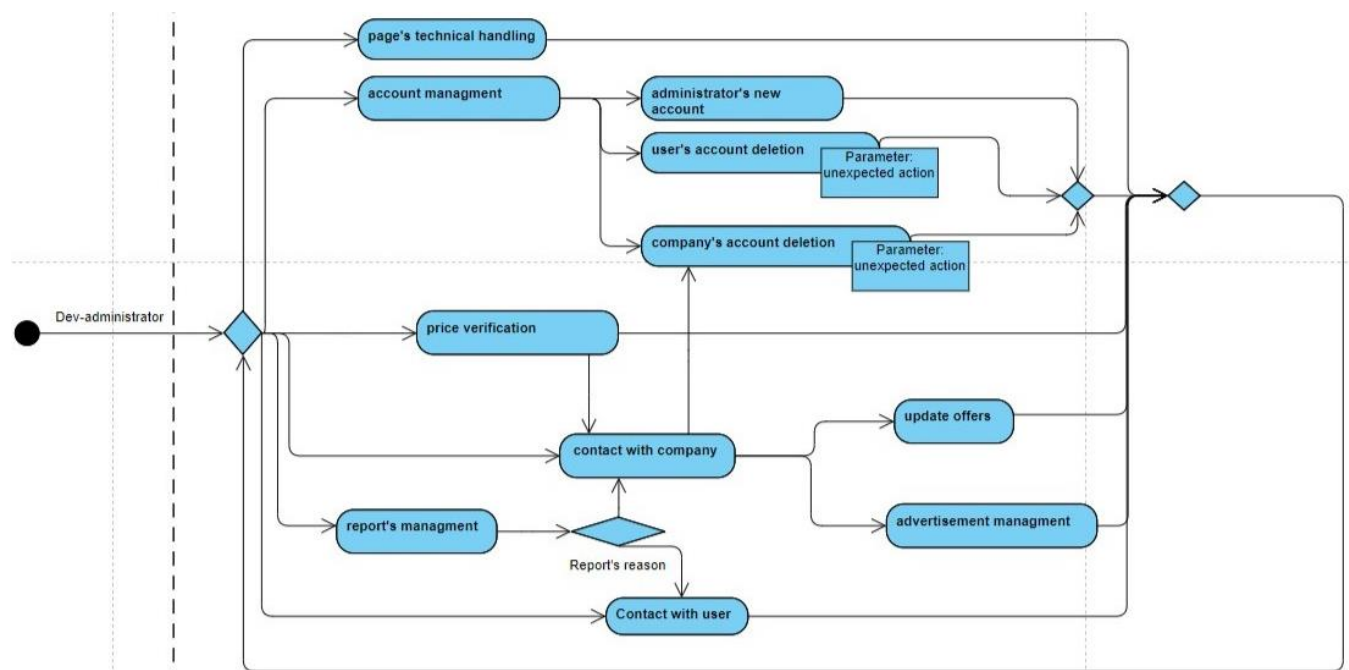 page's technical handling
account managment
administrator's new
account
user's account deletion
Parameter:
unexpected action
company's account deletion
Parameter:
unexpected action
Dev-administrator
price verification
update offers
contact with company
report's managment
advertisement managment
Report's reason
Contact with user